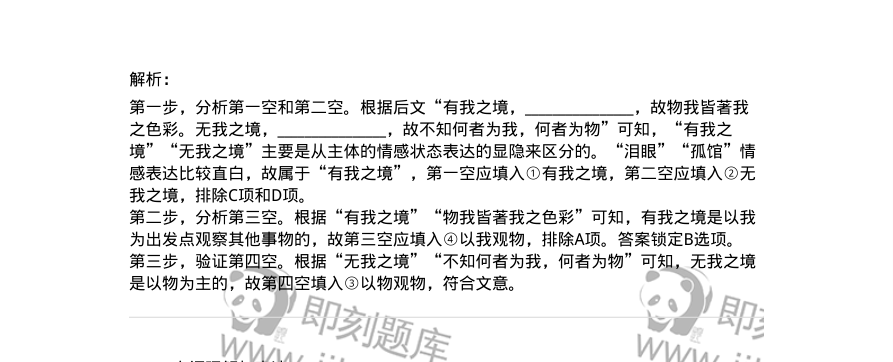 解析：
第一步，分析第一空和第二空。根据后文“有我之境，______________，故物我皆著我
之色彩。无我之境，______________，故不知何者为我，何者为物”可知，“有我之
境”“无我之境”主要是从主体的情感状态表达的显隐来区分的。“泪眼”“孤馆”情
感表达比较直白，故属于“有我之境”，第一空应填入①有我之境，第二空应填入②无
我之境，排除C项和D项。
第二步，分析第三空。根据“有我之境”“物我皆著我之色彩”可知，有我之境是以我
为出发点观察其他事物的，故第三空应填入④以我观物，排除A项。答案锁定B选项。
第三步，验证第四空。根据“无我之境”“不知何者为我，何者为物”可知，无我之境
是以物为主的，故第四空填入③以物观物，符合文意。
即刻题库
即刻题